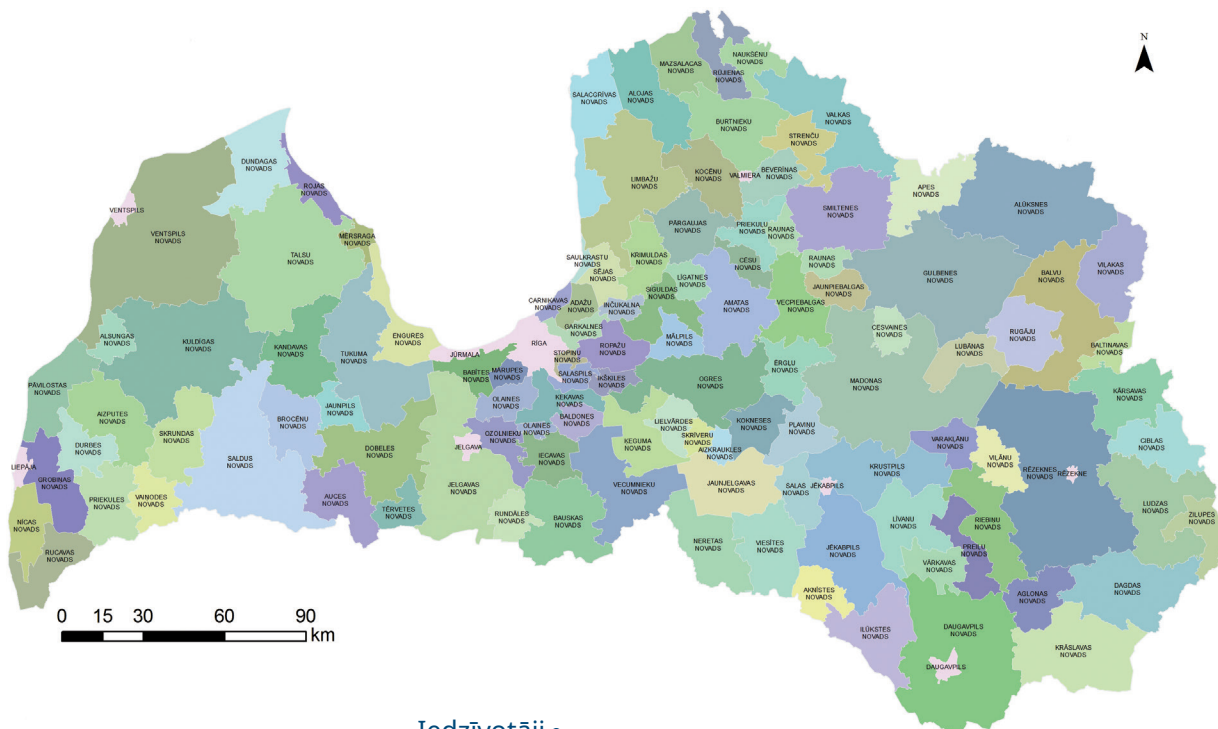 N
MAZSALACAS
NOVADS
RŪJIENAS
NOVADS
NAUKŠĒNU
NOVADS
SALACGRĪVAS
NOVADS
ALOJAS
NOVADS
BURTNIEKU
NOVADS
VALKAS
NOVADS
STRENČU
NOVADS
DUNDAGAS
NOVADS
ROJAS
NOVADS
LIMBAŽU
NOVADS
KOCĒNU
NOVADS
VALMIERA
BEVERĪNAS
NOVADS
APES
NOVADS
ALŪKSNES
NOVADS
SMILTENES
NOVADS
VENTSPILS
VENTSPILS
NOVADS
MĒRSRAGA
NOVADS
TALSU
NOVADS
PĀRGAUJAS
NOVADS
PRIEKUĻU
NOVADS
RAUNAS
NOVADS
SAULKRASTU
NOVADS
SĒJAS
NOVADS
KRIMULDAS
NOVADS
CĒSU
NOVADS
RAUNAS
NOVADS
LĪGATNES
NOVADS
SIGULDAS
NOVADS
GULBENES
NOVADS
BALVU
NOVADS
VIĻAKAS
NOVADS
CARNIKAVAS
NOVADS
ĀDAŽU
NOVADS
INČUKALNA
NOVADS
AMATAS
NOVADS
VECPIEBALGAS
NOVADS
JAUNPIEBALGAS
NOVADS
ALSUNGAS
NOVADS
KULDĪGAS
NOVADS
KANDAVAS
NOVADS
TUKUMA
NOVADS
ENGURES
NOVADS
JŪRMALA
RĪGA
GARKALNES
NOVADS
ROPAŽU
NOVADS
MĀLPILS
NOVADS
CESVAINES
NOVADS
LUBĀNAS
NOVADS
RUGĀJU
NOVADS
BALTINAVAS
NOVADS
STOPIŅU
NOVADS
BABĪTES
NOVADS
MĀRUPES
NOVADS
SALASPILS
NOVADS
IKŠĶILES
NOVADS
OGRES
NOVADS
ĒRGĻU
NOVADS
MADONAS
NOVADS
PĀVILOSTAS
NOVADS
AIZPUTES
NOVADS
KĀRSAVAS
NOVADS
JAUNPILS
NOVADS
OLAINES
NOVADS
ĶEKAVAS
NOVADS
BALDONES
NOVADS
BROCĒNU
NOVADS
LIELVĀRDES
NOVADS
KOKNESES
NOVADS
PĻAVIŅU
NOVADS
DURBES
NOVADS
SKRUNDAS
NOVADS
OZOLNIEKU
NOVADS
OLAINES
NOVADS
SKRĪVERU
NOVADS
VARAKĻĀNU
NOVADS
VIĻĀNU
NOVADS
CIBLAS
NOVADS
DOBELES
NOVADS
JELGAVA
ĶEGUMA
NOVADS
AIZKRAUKLES
NOVADS
SALDUS
NOVADS
IECAVAS
NOVADS
LIEPĀJA
GROBIŅAS
NOVADS
KRUSTPILS
NOVADS
RĒZEKNES
NOVADS
RĒZEKNE
PRIEKULES
NOVADS
VAIŅODES
NOVADS
AUCES
NOVADS
JELGAVAS
NOVADS
VECUMNIEKU
NOVADS
JAUNJELGAVAS
NOVADS
SALAS
NOVADS
JĒKABPILS
LUDZAS
NOVADS
ZILUPES
NOVADS
TĒRVETES
NOVADS
RUNDĀLES
NOVADS
BAUSKAS
NOVADS
LĪVĀNU
NOVADS
RIEBIŅU
NOVADS
NĪCAS
NOVADS
RUCAVAS
NOVADS
NERETAS
NOVADS
VIESĪTES
NOVADS
JĒKABPILS
NOVADS
VĀRKAVAS
NOVADS
PREIĻU
NOVADS
AKNĪSTES
NOVADS
AGLONAS
NOVADS
DAGDAS
NOVADS
0 15 30 60 90
km
ILŪKSTES
NOVADS
DAUGAVPILS
NOVADS
KRĀSLAVAS
NOVADS
DAUGAVPILS